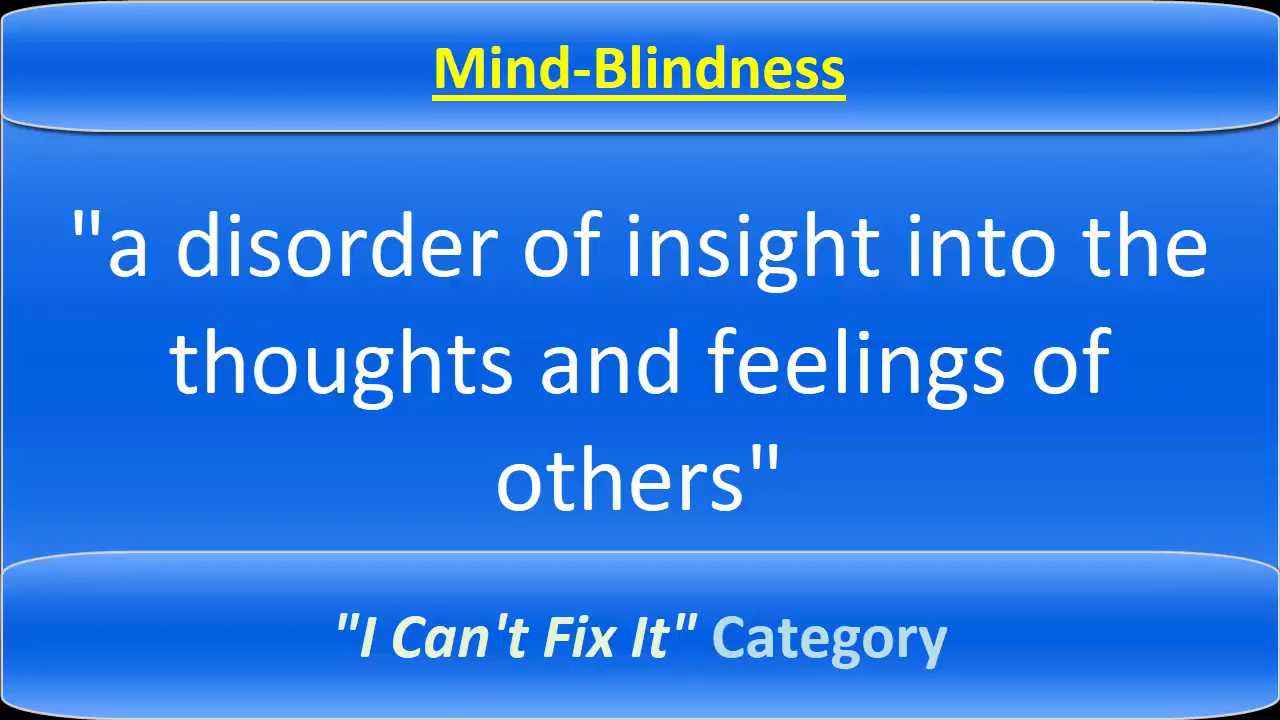 Mind-Blindness
"a disorder of insight into the
thoughts and feelings of
others"
"I Can't Fix It" Category